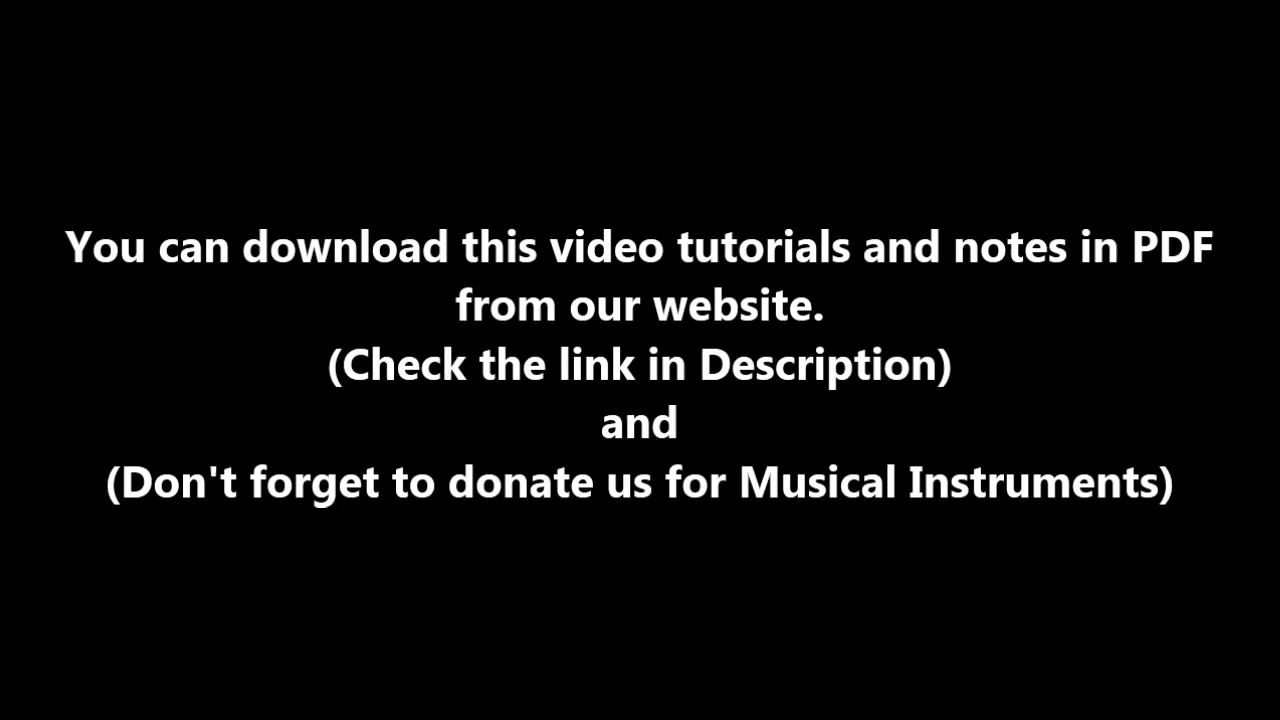 You can download this video tutorials and notes in PDF
from our website.
(Check the link in Description)
and
(Don't forget to donate us for Musical Instruments)